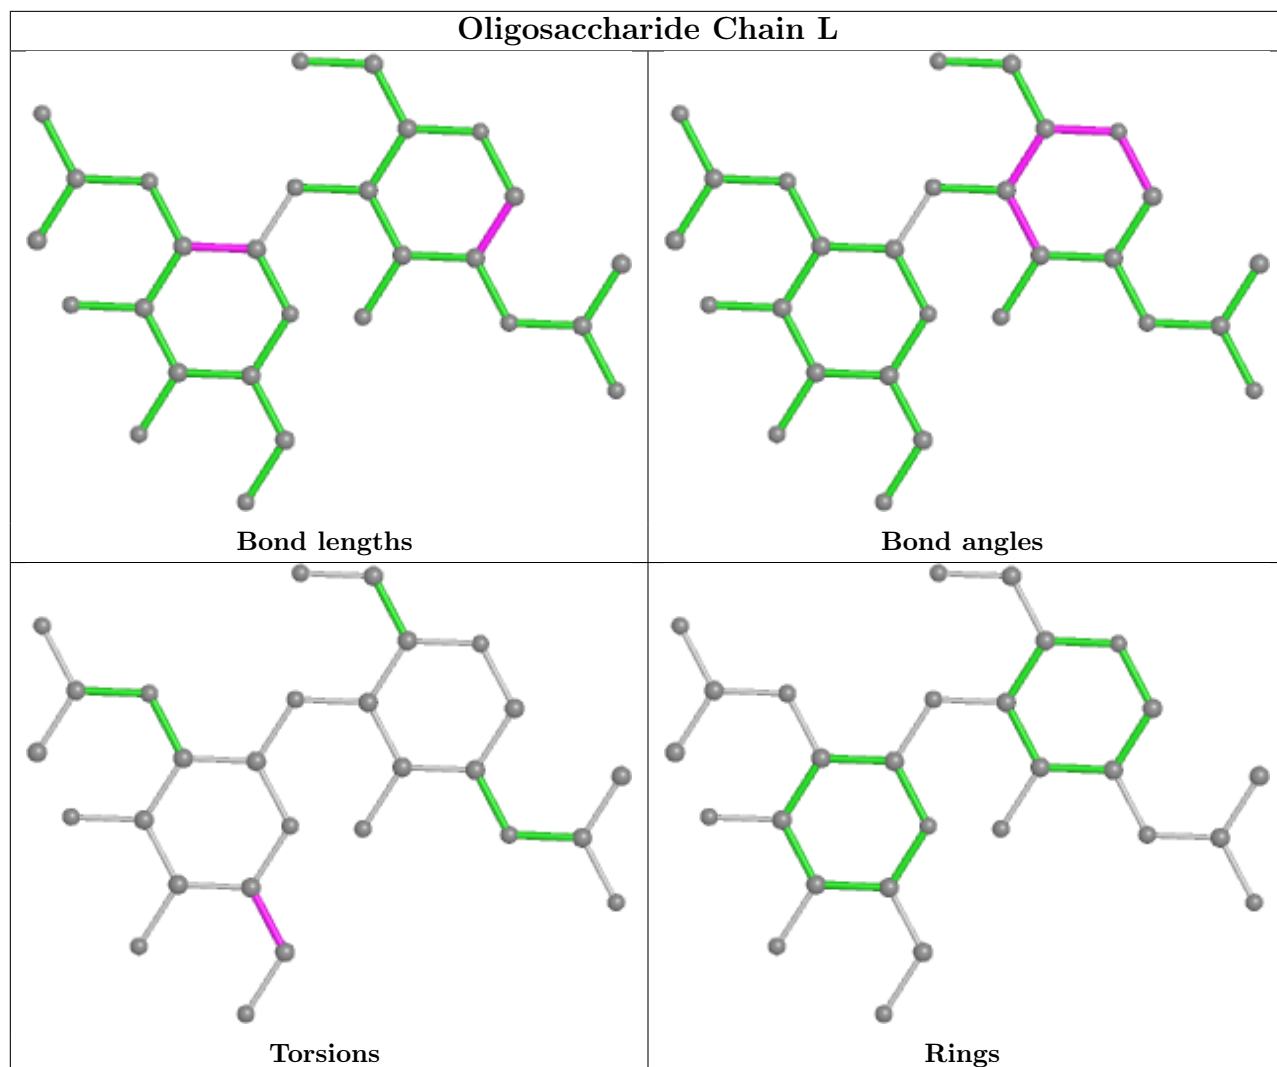 Oligosaccharide Chain L
Bond lengths
Bond angles
Torsions
Rings